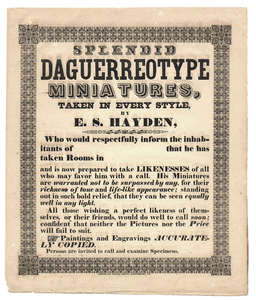 SPLENDID
DAGUERREOTYPE
MINIATURES,
TAKEN IN EVERY STYLE,
BY
E. S. HAYDEN,
Who would respectfully inform the inhab-
itants of that he has
taken Rooms in
and is now prepared to take LIKENESSES of all
who may favor him with a call. His Miniatures
are warranted not to be surpassed by any, for their
richness of tone and life-like appearance; standing
out in such bold relief, that they can be seen equally
well in any light.
All those wishing a perfect likeness of them-
selves, or their friends, would do well to call soon;
confident that neither the Pictures nor the Price
will fail to suit.
☞ Paintings and Engravings ACCURATE-
LY COPIED.
Persons are invited to call and examine Specimens.